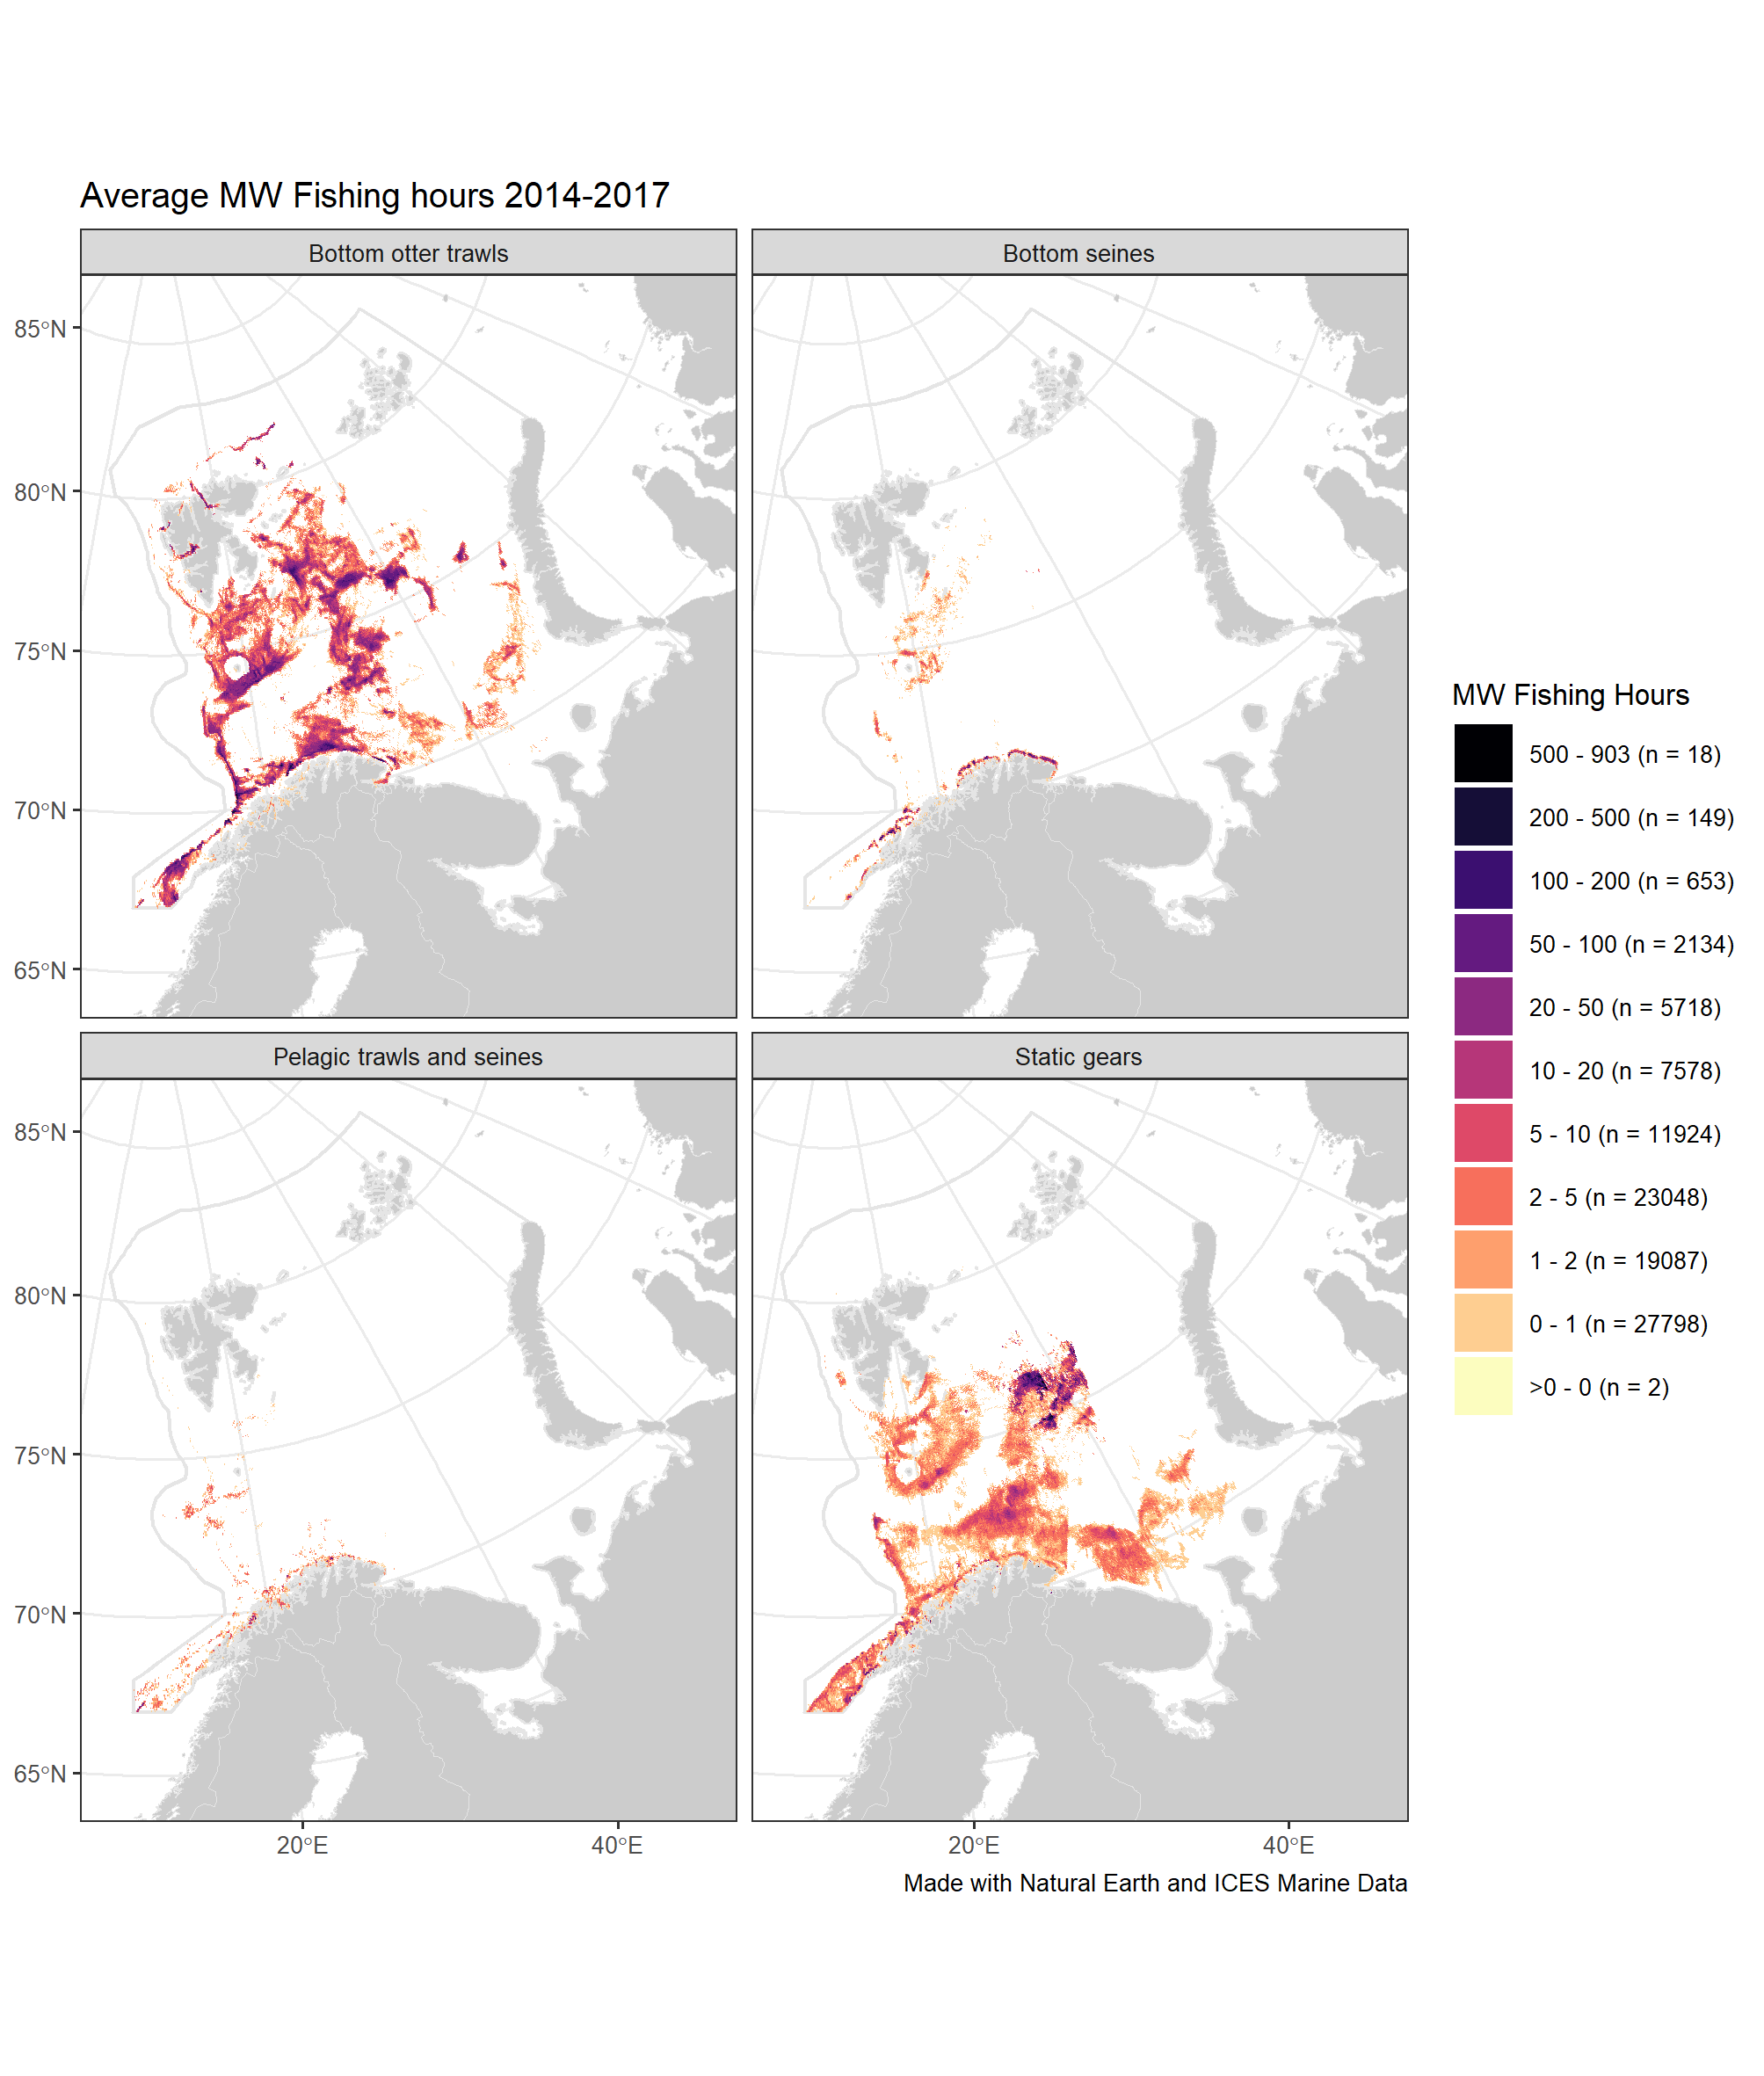 Average MW Fishing hours 2014-2017
Bottom otter trawls
Bottom seines
85°N
80°N
75°N
70°N
65°N
Pelagic trawls and seines
Static gears
85°N
80°N
75°N
70°N
65°N
20°E
40°E
20°E
40°E
Made with Natural Earth and ICES Marine Data
MW Fishing Hours
500 - 903 (n = 18)
200 - 500 (n = 149)
100 - 200 (n = 653)
50 - 100 (n = 2134)
20 - 50 (n = 5718)
10 - 20 (n = 7578)
5 - 10 (n = 11924)
2 - 5 (n = 23048)
1 - 2 (n = 19087)
0 - 1 (n = 27798)
>0 - 0 (n = 2)